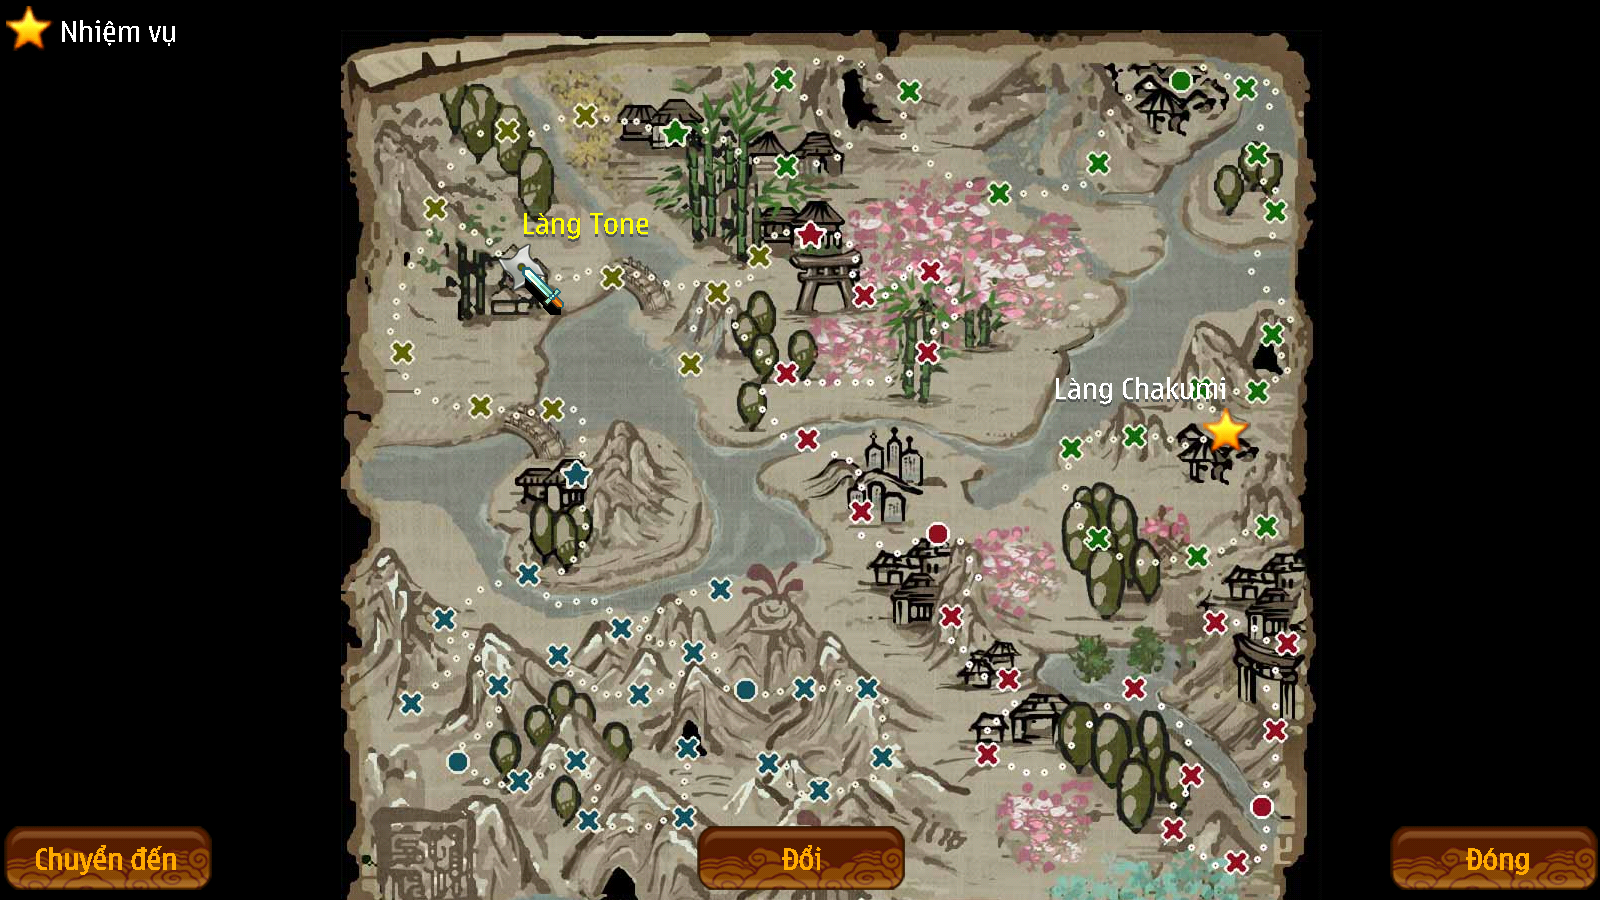 Nhiệm vụ
Làng Tone
Làng Chakumi
Chuyển đến
Đổi
Đóng